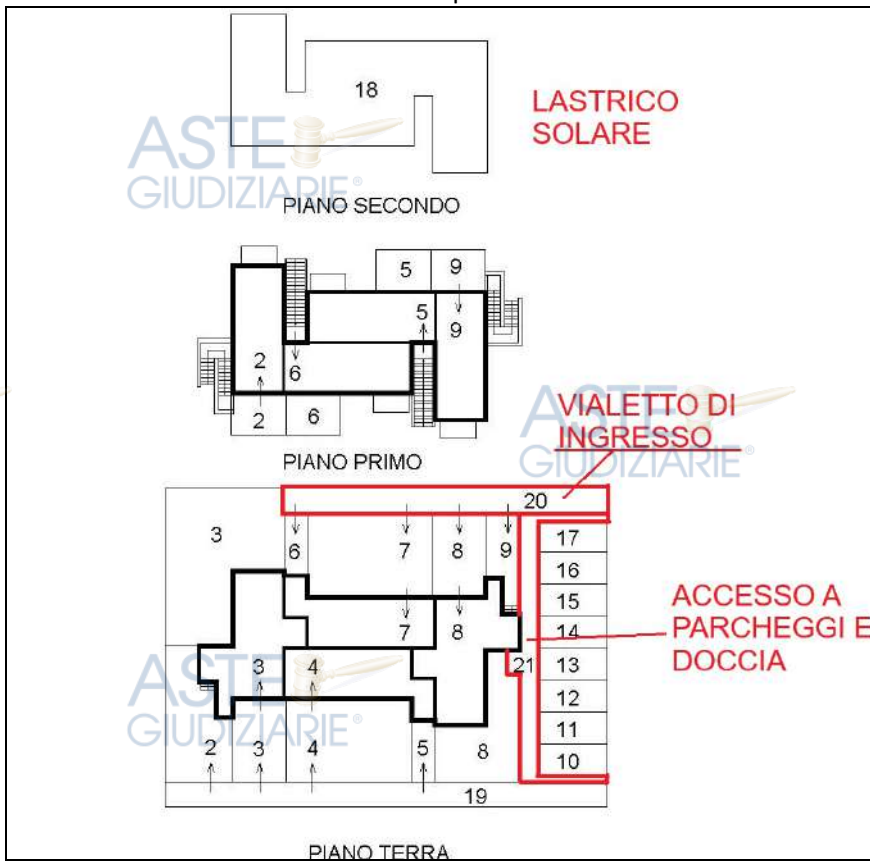 18
LASTRICO
SOLARE
ASTE
GIUDIZIARIE®
PIANO SECONDO
5
9
5
9
2
6
2
6
PIANO PRIMO
ASTE
GIUDIZIARIE®
VIALETTO DI
INGRESSO
20
3
6
7
8
9
17
16
15
14
13
12
11
10
7
8
21
ACCESSO A
PARCHEGGI E
DOCCIA
3
4
ASTE
GIUDIZIARIE®
2
3
4
5
8
19
PIANO TERRA